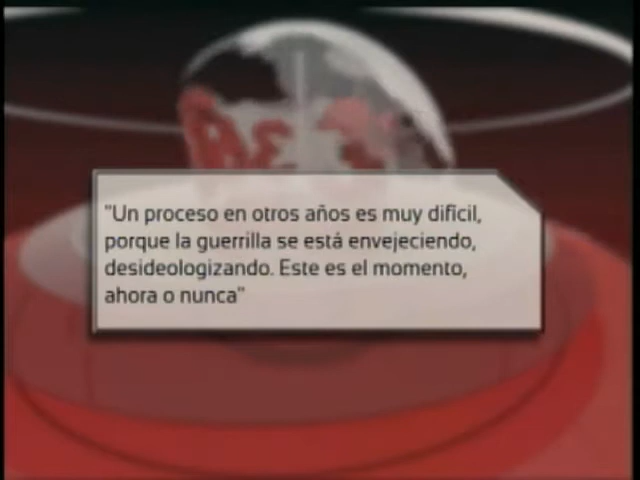 "Un proceso en otros años es muy difícil,
porque la guerrilla se está envejeciendo,
desideologizando. Este es el momento,
ahora o nunca"